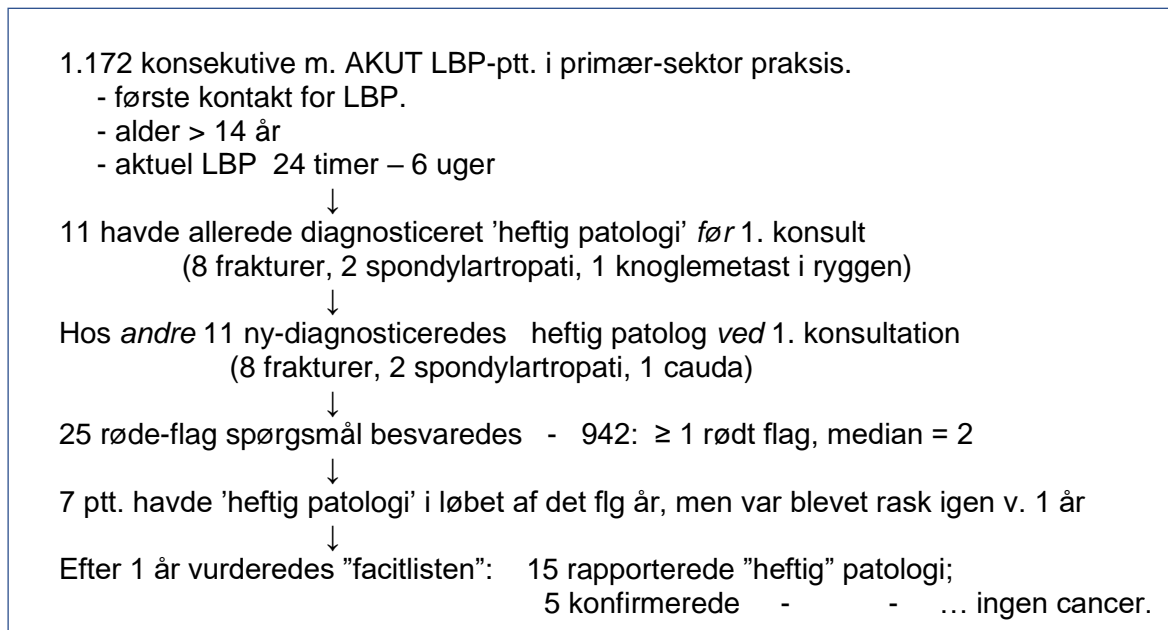 1.172 konsekutive m. AKUT LBP-ptt. i primær-sektor praksis.
- første kontakt for LBP.
- alder > 14 år
- aktuel LBP 24 timer – 6 uger
↓
11 havde allerede diagnosticeret ’heftig patologi’ før 1. konsult
(8 frakturer, 2 spondylartropati, 1 knoglemetast i ryggen)
↓
Hos andre 11 ny-diagnosticeredes heftig patolog ved 1. konsultation
(8 frakturer, 2 spondylartropati, 1 cauda)
↓
25 røde-flag spørgsmål besvaredes - 942: ≥ 1 rødt flag, median = 2
↓
7 ptt. havde ’heftig patologi’ i løbet af det flg år, men var blevet rask igen v. 1 år
↓
Efter 1 år vurderedes ”facitlisten”: 15 rapporterede ”heftig” patologi;
5 konfirmerede - - … ingen cancer.